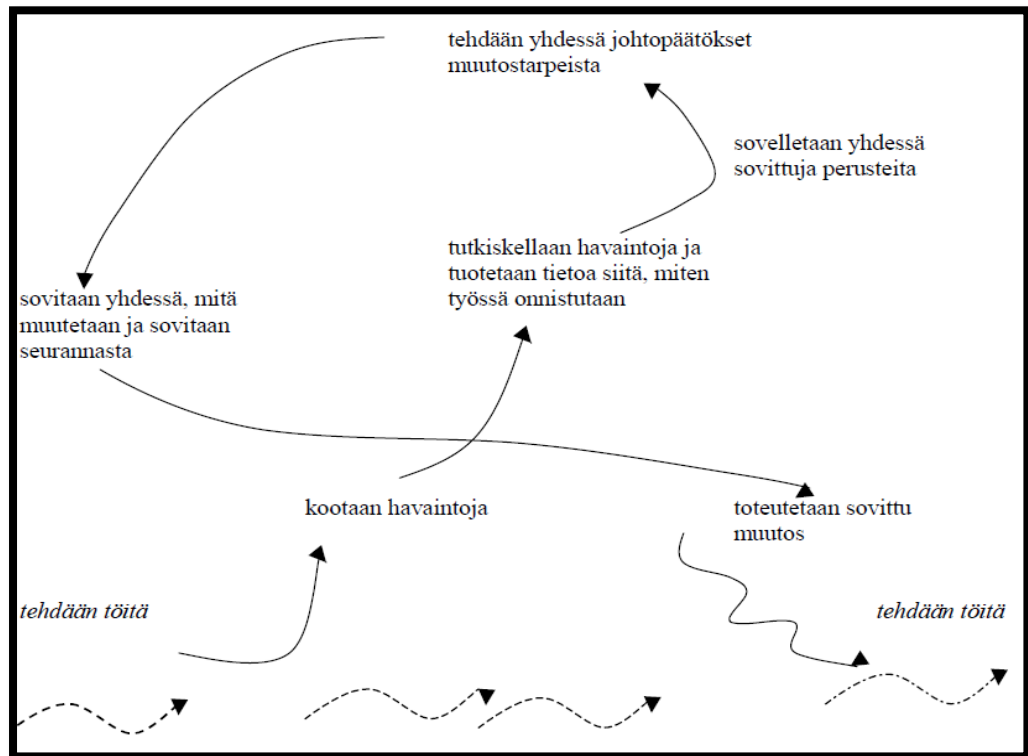 tehdään yhdessä johtopäätökset
muutostarpeista
sovelletaan yhdessä
sovittuja perusteita
tutkiskellaan havaintoja ja
tuotetaan tietoa siitä, miten
työssä onnistutaan
sovitaan yhdessä, mitä
muutetaan ja sovitaan
seurannasta
kootaan havaintoja
toteutetaan sovittu
muutos
tehdään töitä
tehdään töitä